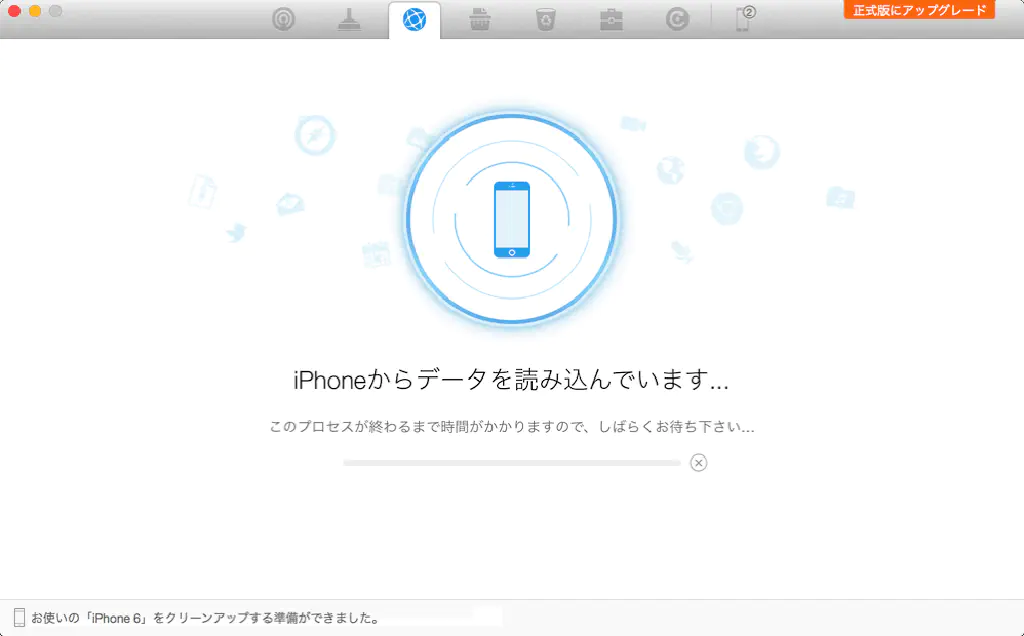 ②
正式版にアップグレード
iPhoneからデータを読み込んでいます...
このプロセスが終わるまで時間がかかりますので、しばらくお待ち下さい...
お使いの「iPhone 6」をクリーンアップする準備ができました。